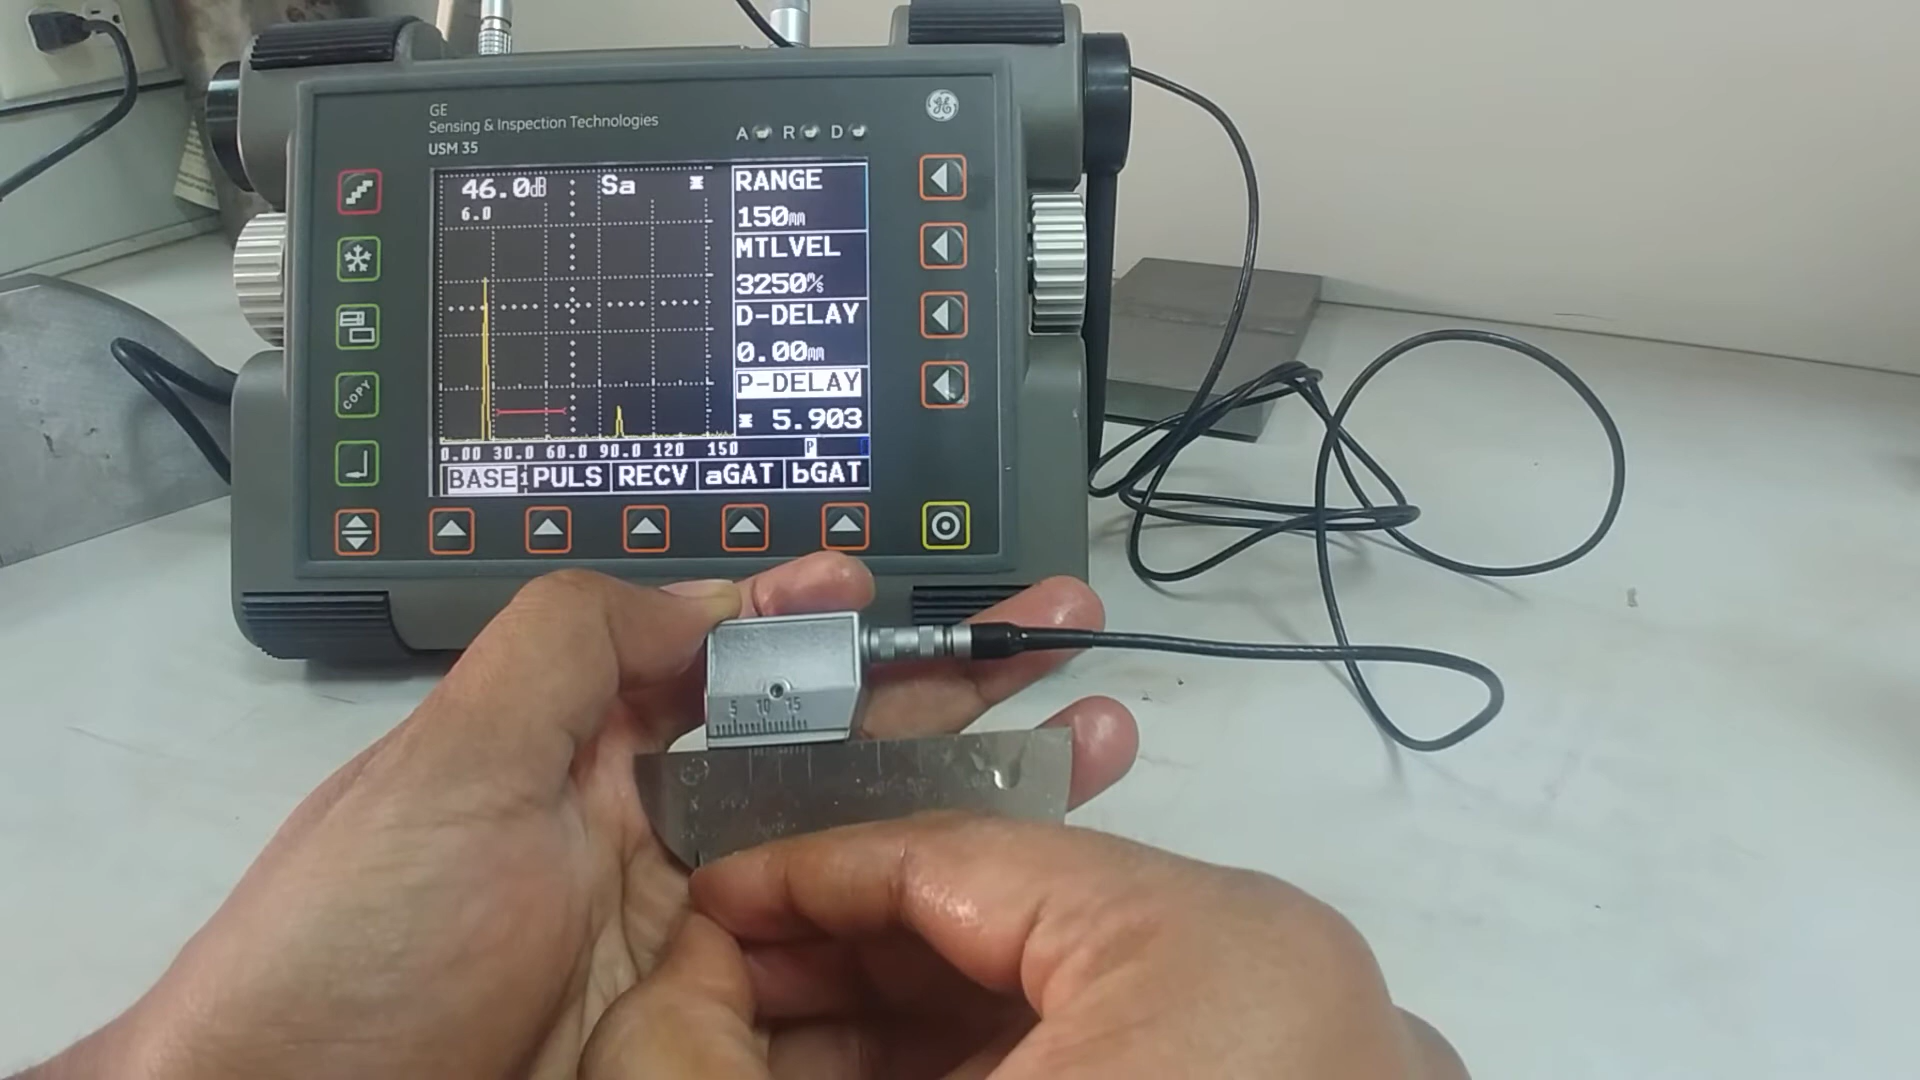 GE
Sensing & Inspection Technologies
USM 35
A R D
46.0dB Sa
6.0
RANGE
150mm
MTLVEL
3250m/s
D-DELAY
0.00mm
P-DELAY
5.903
0.00 30.0 60.0 90.0 120 150 P
BASE PULS RECV aGAT bGAT
COPY
5 10 15